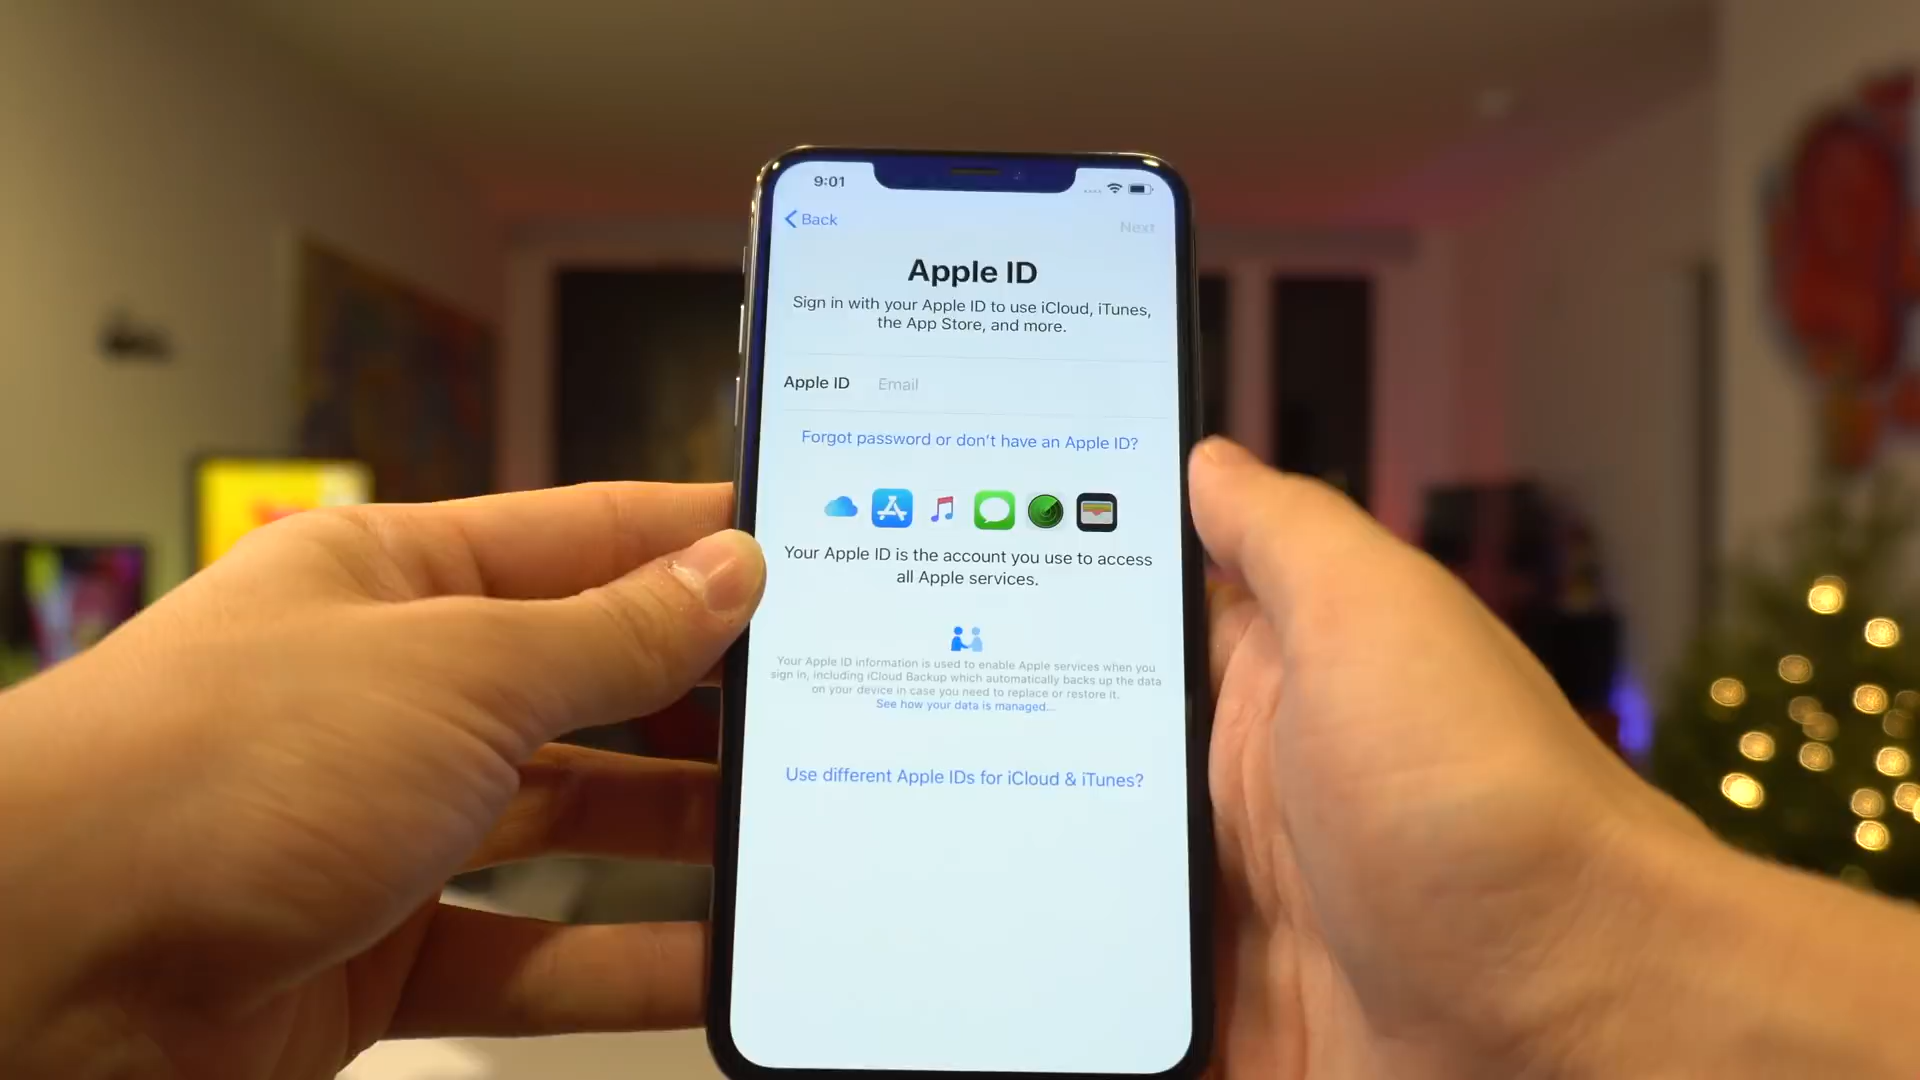 9:01
Back
Next
Apple ID
Sign in with your Apple ID to use iCloud, iTunes,
the App Store, and more.
Apple ID Email
Forgot password or don't have an Apple ID?
Your Apple ID is the account you use to access
all Apple services.
Your Apple ID information is used to enable Apple services when you
sign in, including iCloud Backup which automatically backs up the data
on your device in case you need to replace or restore it.
See how your data is managed...
Use different Apple IDs for iCloud & iTunes?